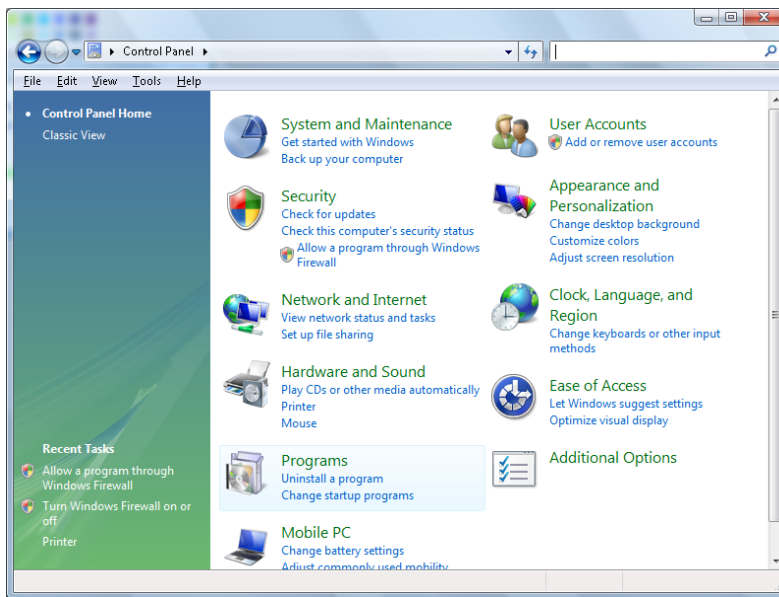 Control Panel
File Edit View Tools Help
Control Panel Home
Classic View
Recent Tasks
Allow a program through
Windows Firewall
Turn Windows Firewall on or
off
Printer
System and Maintenance
Get started with Windows
Back up your computer
Security
Check for updates
Check this computer's security status
Allow a program through Windows
Firewall
Network and Internet
View network status and tasks
Set up file sharing
Hardware and Sound
Play CDs or other media automatically
Printer
Mouse
Programs
Uninstall a program
Change startup programs
Mobile PC
Change battery settings
Adjust commonly used mobility
User Accounts
Add or remove user accounts
Appearance and
Personalization
Change desktop background
Customize colors
Adjust screen resolution
Clock, Language, and
Region
Change keyboards or other input
methods
Ease of Access
Let Windows suggest settings
Optimize visual display
Additional Options